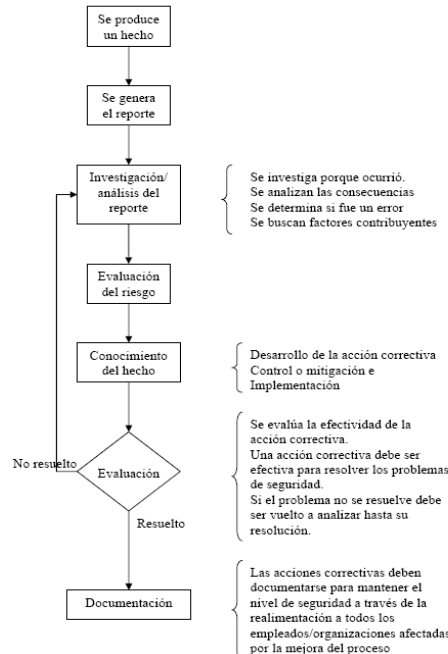 Se produce
un hecho
Se genera
el reporte
Investigación/
análisis del
reporte
Se investiga porque ocurrió.
Se analizan las consecuencias
Se determina si fue un error
Se buscan factores contribuyentes
Evaluación
del riesgo
Conocimiento
del hecho
Desarrollo de la acción correctiva
Control o mitigación e
Implementación
Se evalúa la efectividad de la
acción correctiva.
Una acción correctiva debe ser
efectiva para resolver los problemas
de seguridad.
Si el problema no se resuelve debe
ser vuelto a analizar hasta su
resolución.
No resuelto
Evaluación
Resuelto
Documentación
Las acciones correctivas deben
documentarse para mantener el
nivel de seguridad a través de la
realimentación a todos los
empleados/organizaciones afectadas
por la mejora del proceso